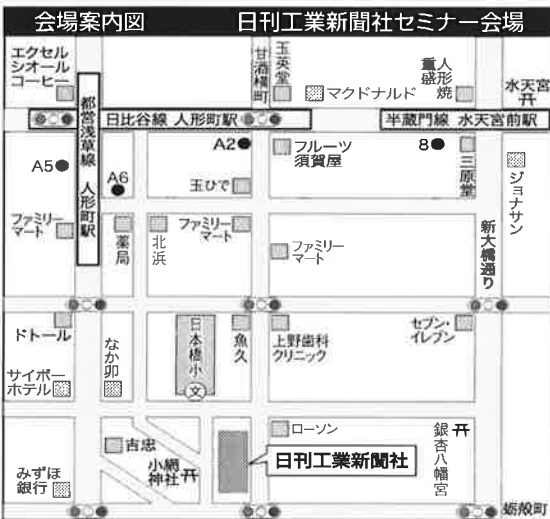 会場案内図
日刊工業新聞社セミナー会場
エクセル
シオール
コーヒー
甘酒横町
玉英堂
マクドナルド
人形焼
重盛
水天宮
都営浅草線 人形町駅
日比谷線 人形町駅
半蔵門線 水天宮前駅
A5
A6
A2
玉ひで
フルーツ
須賀屋
8
三原堂
ジョナサン
ファミリー
マート
薬局
北浜
ファミリー
マート
ファミリー
マート
新大橋通り
ドトール
なか卯
日本橋小
文
魚久
上野歯科
クリニック
セブン・
イレブン
サイボー
ホテル
吉忠
小網
神社
ローソン
日刊工業新聞社
銀杏八幡宮
みずほ
銀行
蛎殻町